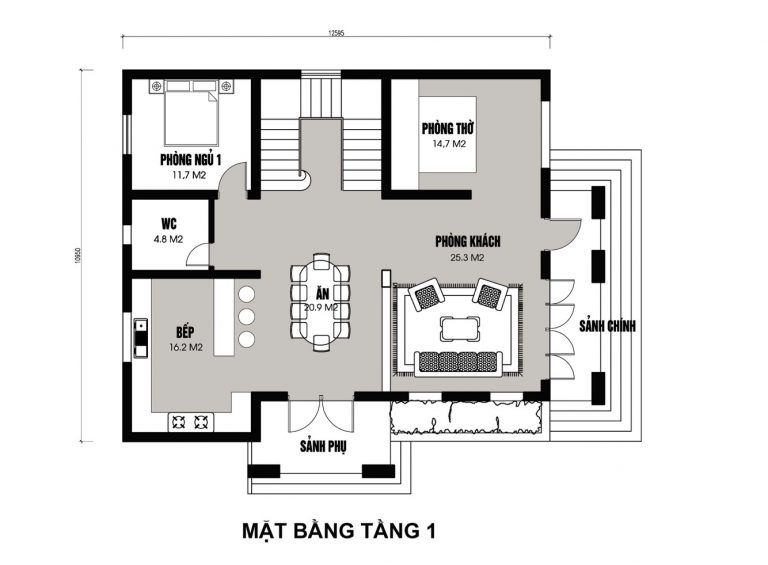 12585
10950
PHÒNG THỜ
14,7 M2
PHÒNG NGỦ 1
11,7 M2
WC
4.8 M2
PHÒNG KHÁCH
25.3 M2
ĂN
20.9 M2
BẾP
16.2 M2
SẢNH CHÍNH
SẢNH PHỤ
MẶT BẰNG TẦNG 1